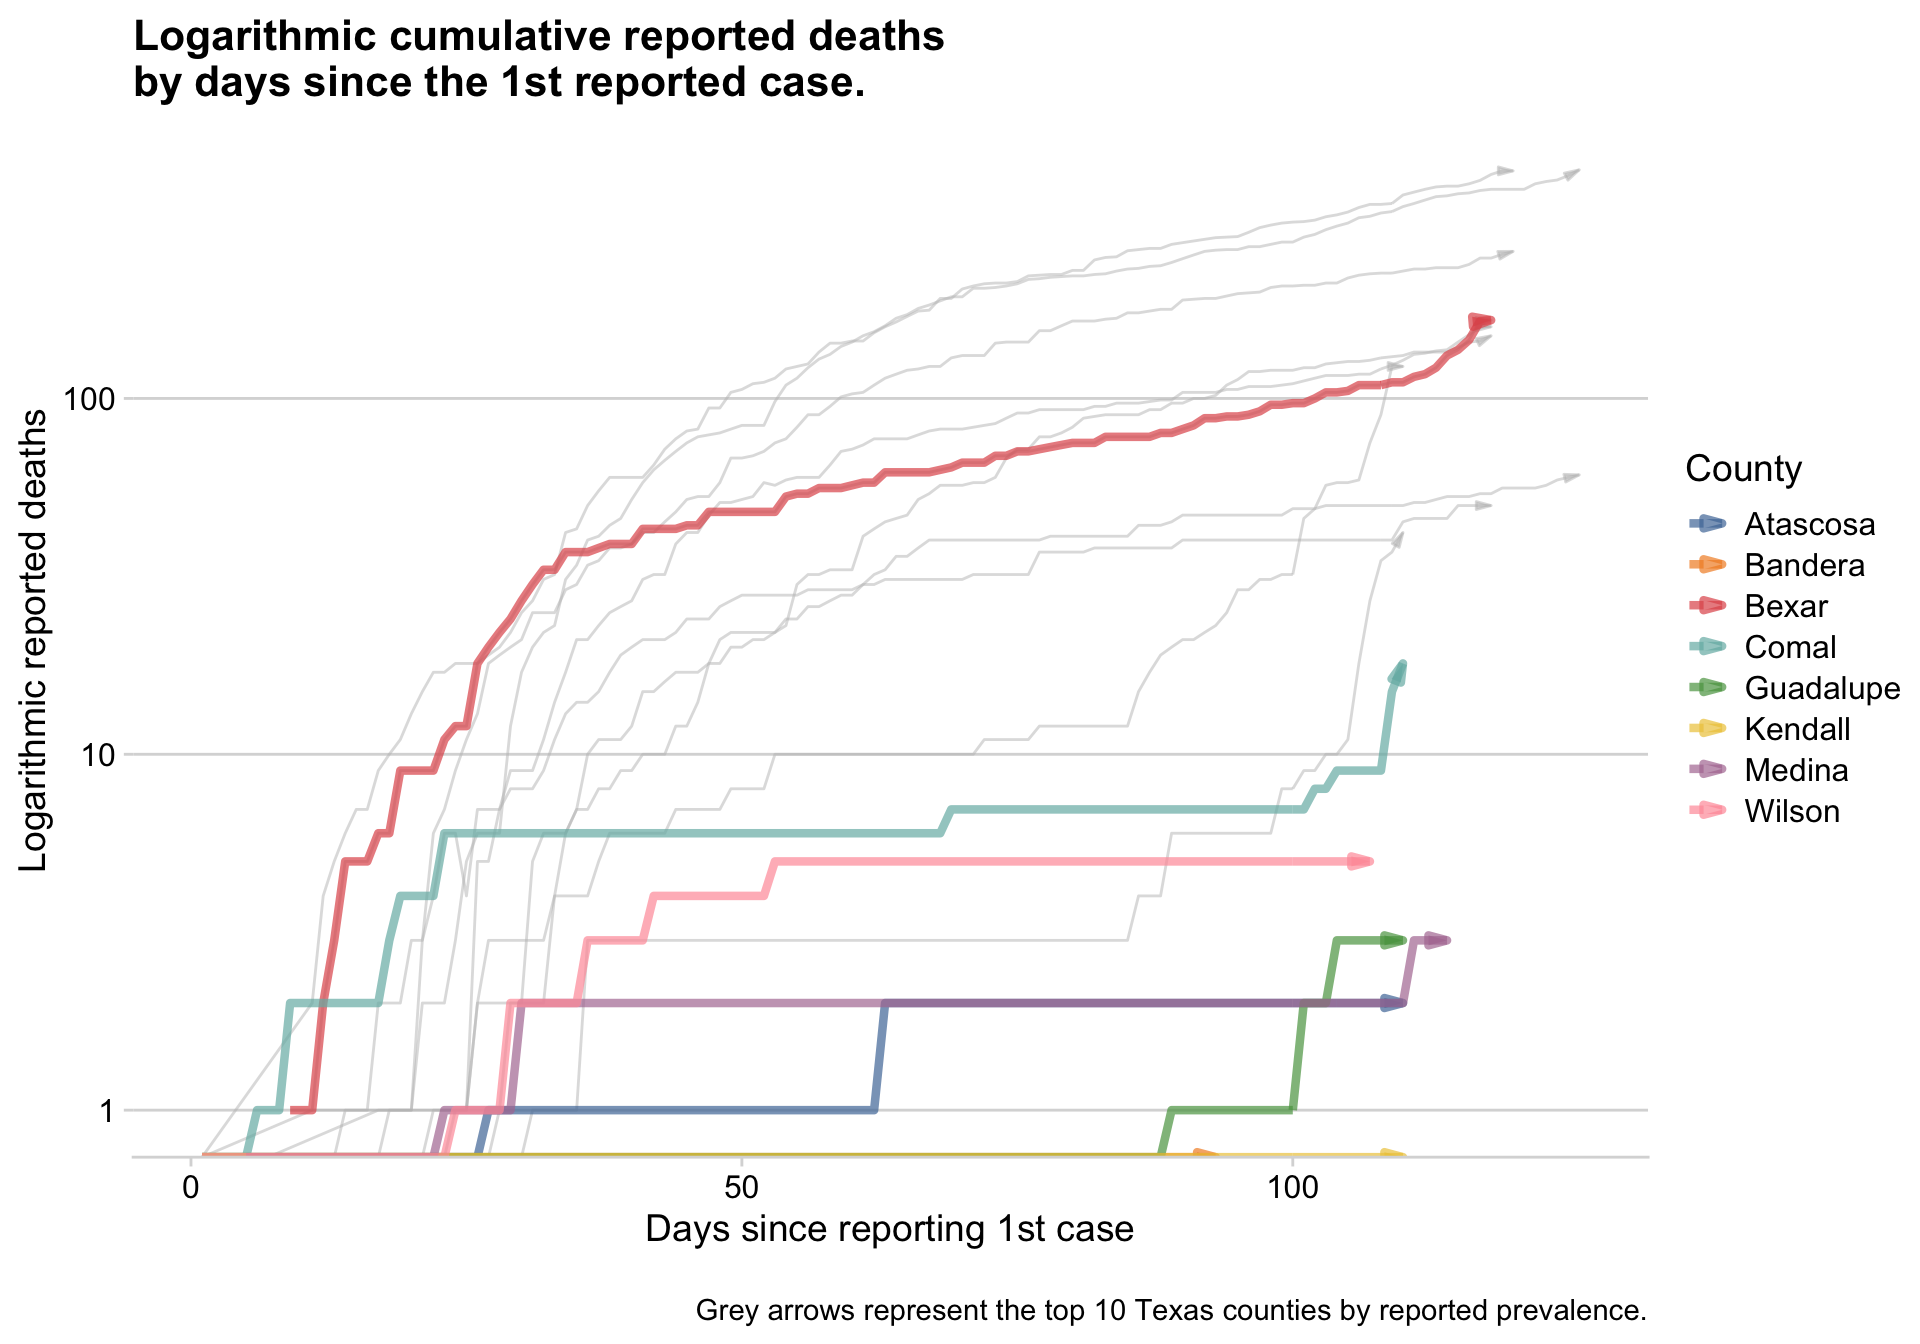 Logarithmic cumulative reported deaths
by days since the 1st reported case.
Logarithmic reported deaths
100
10
1
0
50
100
Days since reporting 1st case
County
Atascosa
Bandera
Bexar
Comal
Guadalupe
Kendall
Medina
Wilson
Grey arrows represent the top 10 Texas counties by reported prevalence.